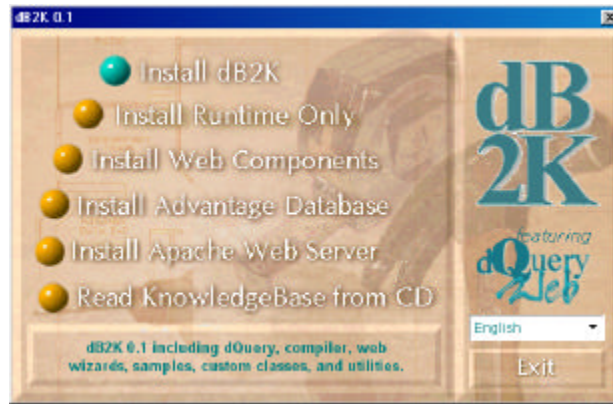 dB2K 0.1
Install dB2K
Install Runtime Only
Install Web Components
Install Advantage Database
Install Apache Web Server
Read KnowledgeBase from CD
dB2K 0.1 including dQuery, compiler, web
wizards, samples, custom classes, and utilities.
dB
2K
featuring
dQuery
Web
English
Exit